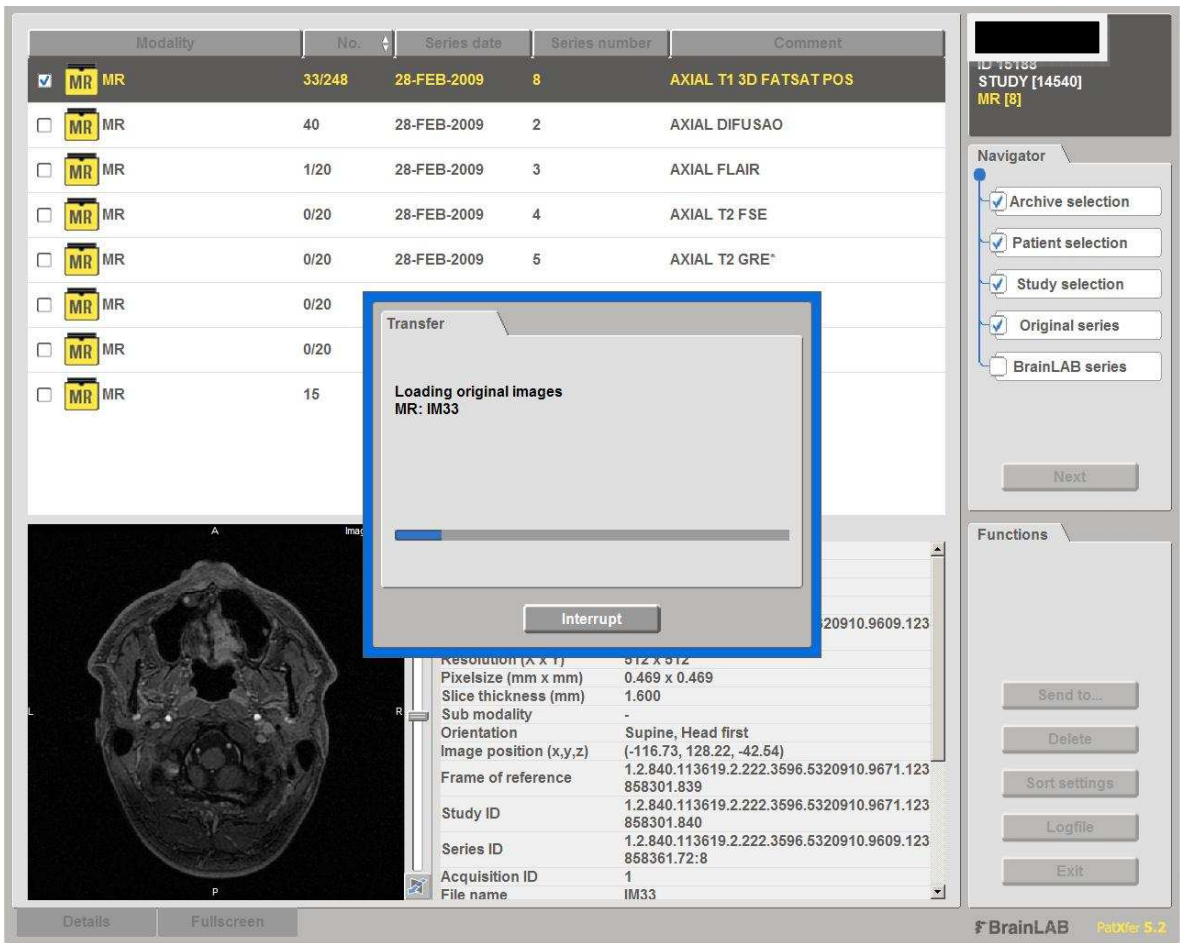 Modality No. Series date Series number Comment
MR MR 33/248 28-FEB-2009 8 AXIAL T1 3D FATSAT POS
MR MR 40 28-FEB-2009 2 AXIAL DIFUSAO
MR MR 1/20 28-FEB-2009 3 AXIAL FLAIR
MR MR 0/20 28-FEB-2009 4 AXIAL T2 FSE
MR MR 0/20 28-FEB-2009 5 AXIAL T2 GRE*
MR MR 0/20
MR MR 0/20
MR MR 15
Transfer
Loading original images
MR: IM33
Interrupt
A
L
R
P
20910.9609.123
Resolution (X x Y) 512 x 512
Pixelsize (mm x mm) 0.469 x 0.469
Slice thickness (mm) 1.600
Sub modality -
Orientation Supine, Head first
Image position (x,y,z) (-116.73, 128.22, -42.54)
Frame of reference 1.2.840.113619.2.222.3596.5320910.9671.123
858301.839
Study ID 1.2.840.113619.2.222.3596.5320910.9671.123
858301.840
Series ID 1.2.840.113619.2.222.3596.5320910.9609.123
858361.72:8
Acquisition ID 1
File name IM33
Details Fullscreen
ID 15188
STUDY [14540]
MR [8]
Navigator
Archive selection
Patient selection
Study selection
Original series
BrainLAB series
Next
Functions
Send to...
Delete
Sort settings
Logfile
Exit
BrainLAB PatXfer 5.2